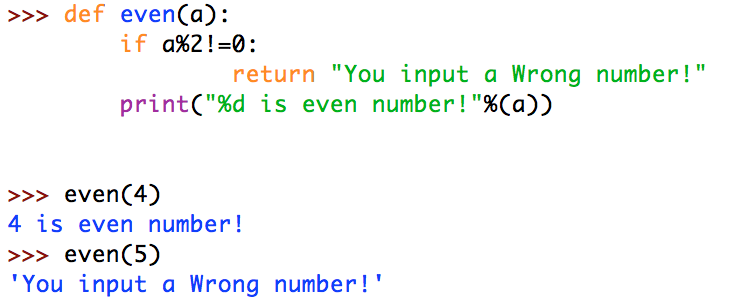 >>> def even(a):
        if a%2!=0:
                return "You input a Wrong number!"
        print("%d is even number!"%(a))
>>> even(4)
4 is even number!
>>> even(5)
'You input a Wrong number!'